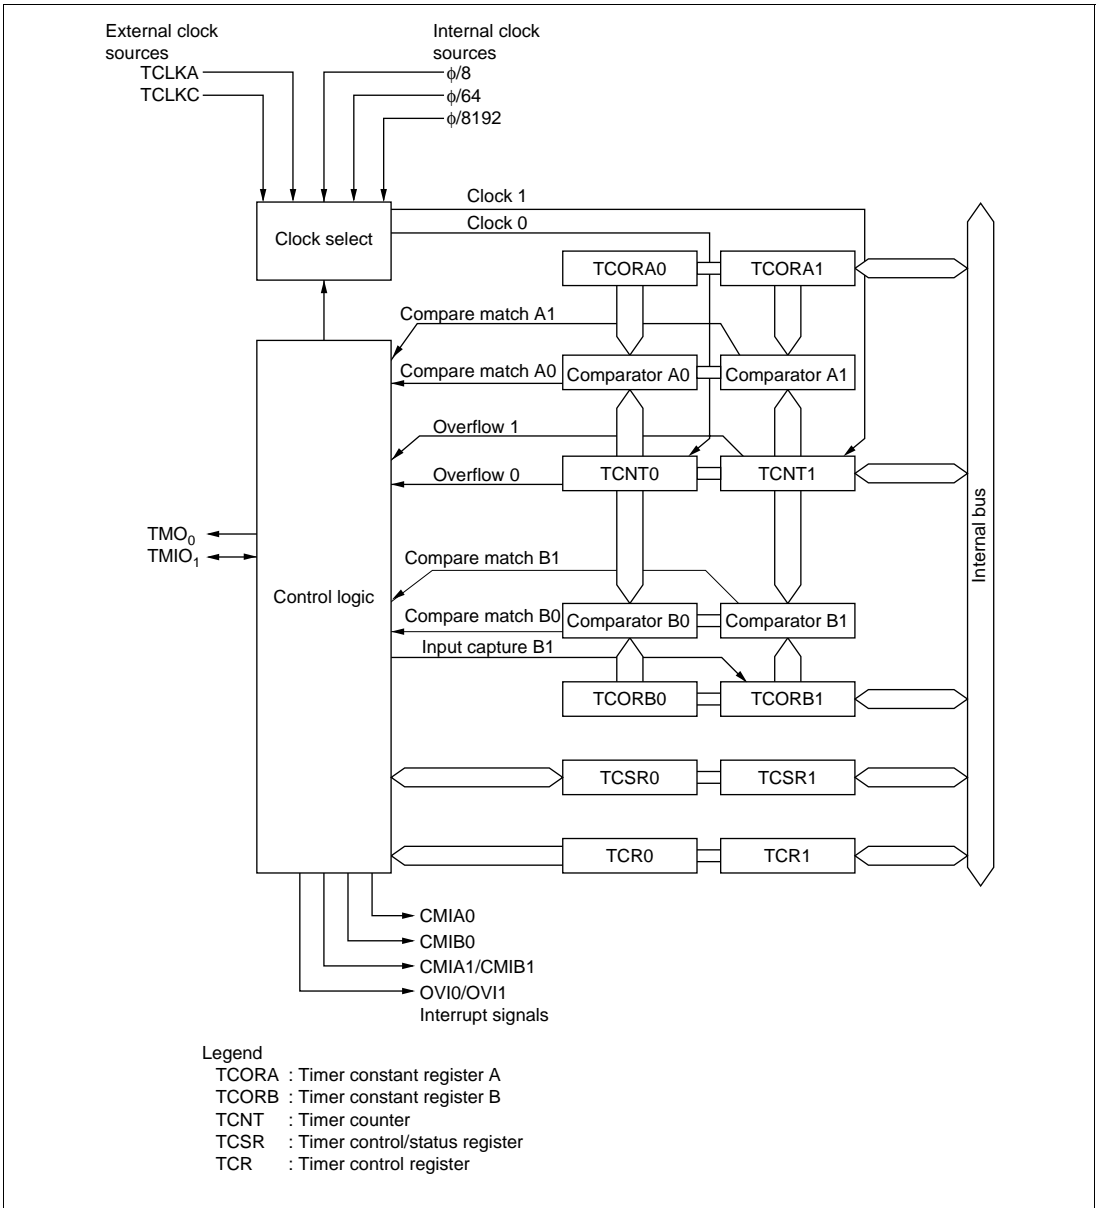 External clock
sources
Internal clock
sources
TCLKA
ϕ/8
TCLKC
ϕ/64
ϕ/8192
Clock 1
Clock 0
Clock select
TCORA0
TCORA1
Compare match A1
Compare match A0
Comparator A0
Comparator A1
Overflow 1
Overflow 0
TCNT0
TCNT1
Internal bus
TMO0
TMIO1
Control logic
Compare match B1
Compare match B0
Comparator B0
Comparator B1
Input capture B1
TCORB0
TCORB1
TCSR0
TCSR1
TCR0
TCR1
CMIA0
CMIB0
CMIA1/CMIB1
OVI0/OVI1
Interrupt signals
Legend
TCORA : Timer constant register A
TCORB : Timer constant register B
TCNT : Timer counter
TCSR : Timer control/status register
TCR : Timer control register